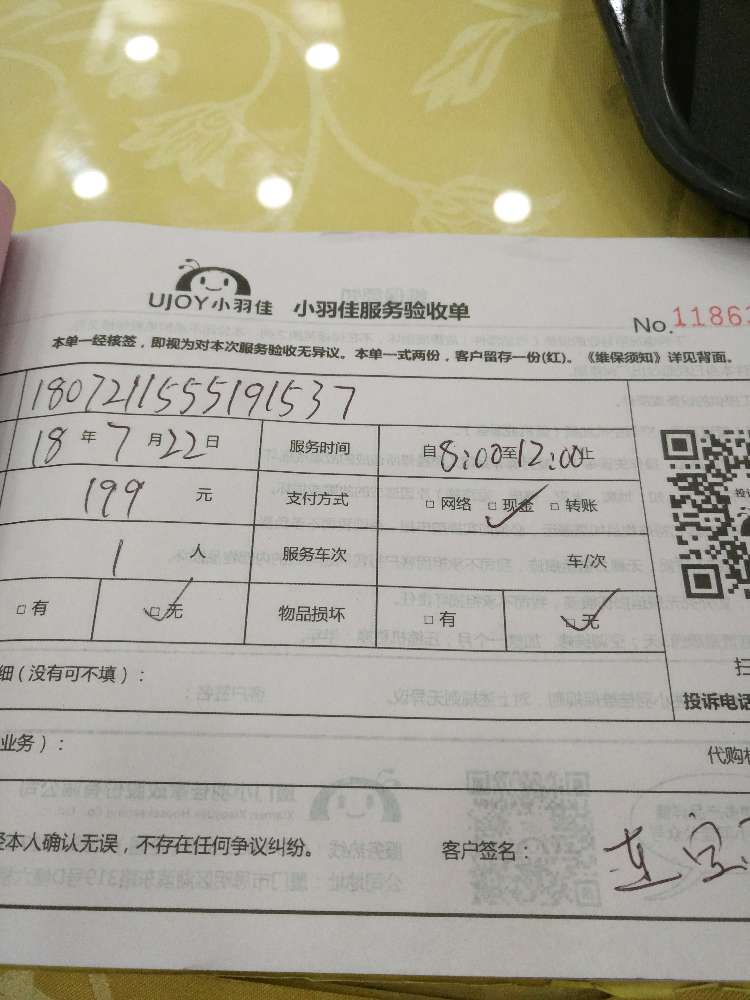 UJOY小羽佳 小羽佳服务验收单
No. 11863
本单一经核签，即视为对本次服务验收无异议。本单一式两份，客户留存一份(红)。《维保须知》详见背面。
1807211555191537
18 年 7 月 22 日 服务时间 自 8:00 至 12:00 止
199 元 支付方式 □ 网络 □ 现金 □ 转账
1 人 服务车次 车/次
□ 有 □ 无 物品损坏 □ 有 □ 无
细（没有可不填）：
投诉电话
业务）：
代购
本人确认无误，不存在任何争议纠纷。 客户签名：